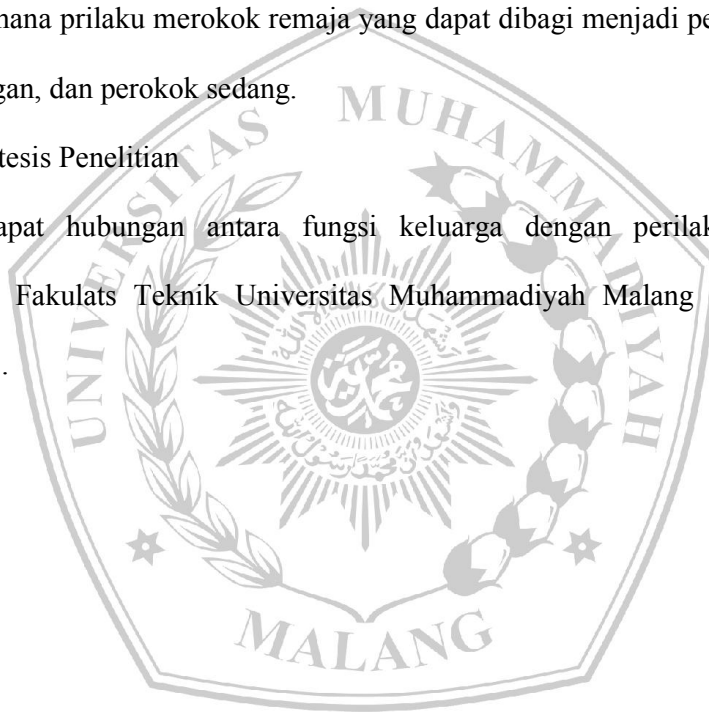 mana prilaku merokok remaja yang dapat dibagi menjadi pe
gan, dan perokok sedang.
tesis Penelitian
apat hubungan antara fungsi keluarga dengan perilak
Fakulats Teknik Universitas Muhammadiyah Malang
.
UNIVERSITAS MUHAMMADIYAH
MALANG